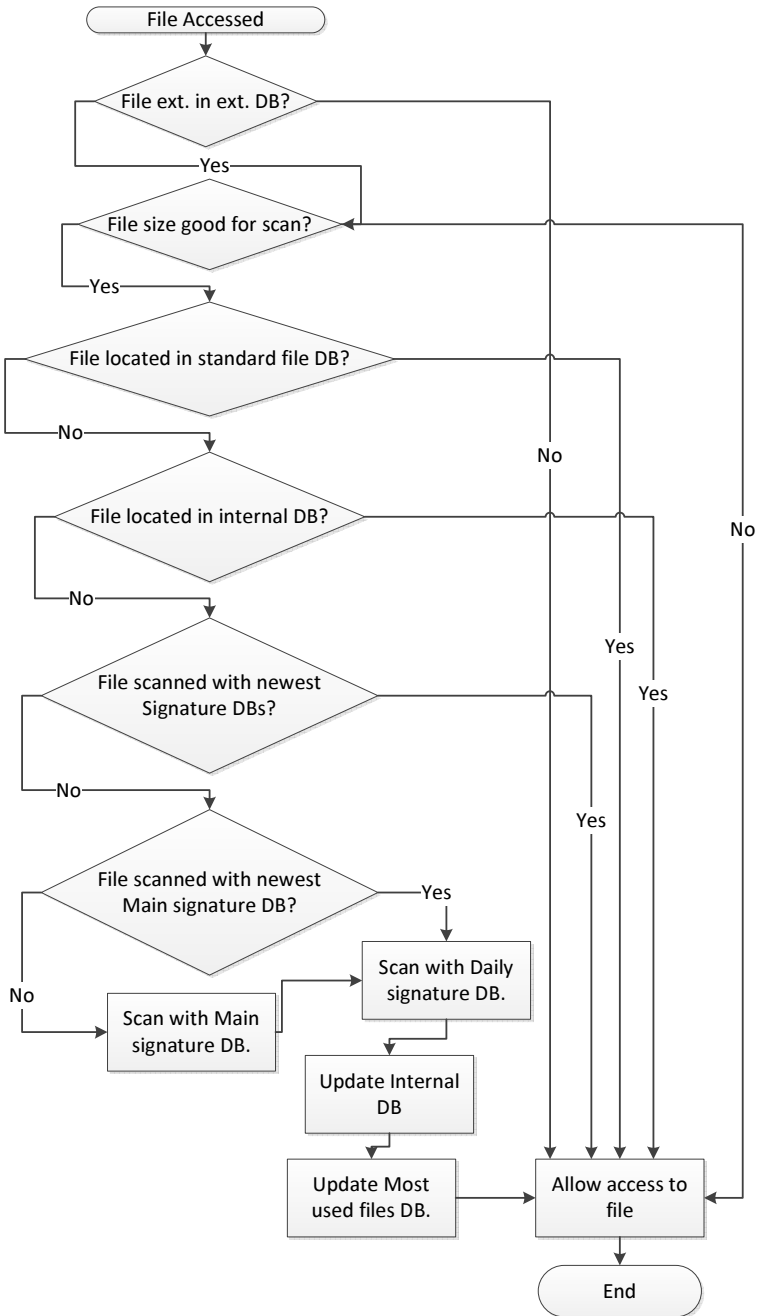 File Accessed
File ext. in ext. DB?
Yes
File size good for scan?
Yes
File located in standard file DB?
No
No
File located in internal DB?
No
No
Yes
Yes
File scanned with newest
Signature DBs?
No
Yes
File scanned with newest
Main signature DB?
Yes
No
Scan with Daily
signature DB.
Scan with Main
signature DB.
Update Internal
DB
Update Most
used files DB.
Allow access to
file
End